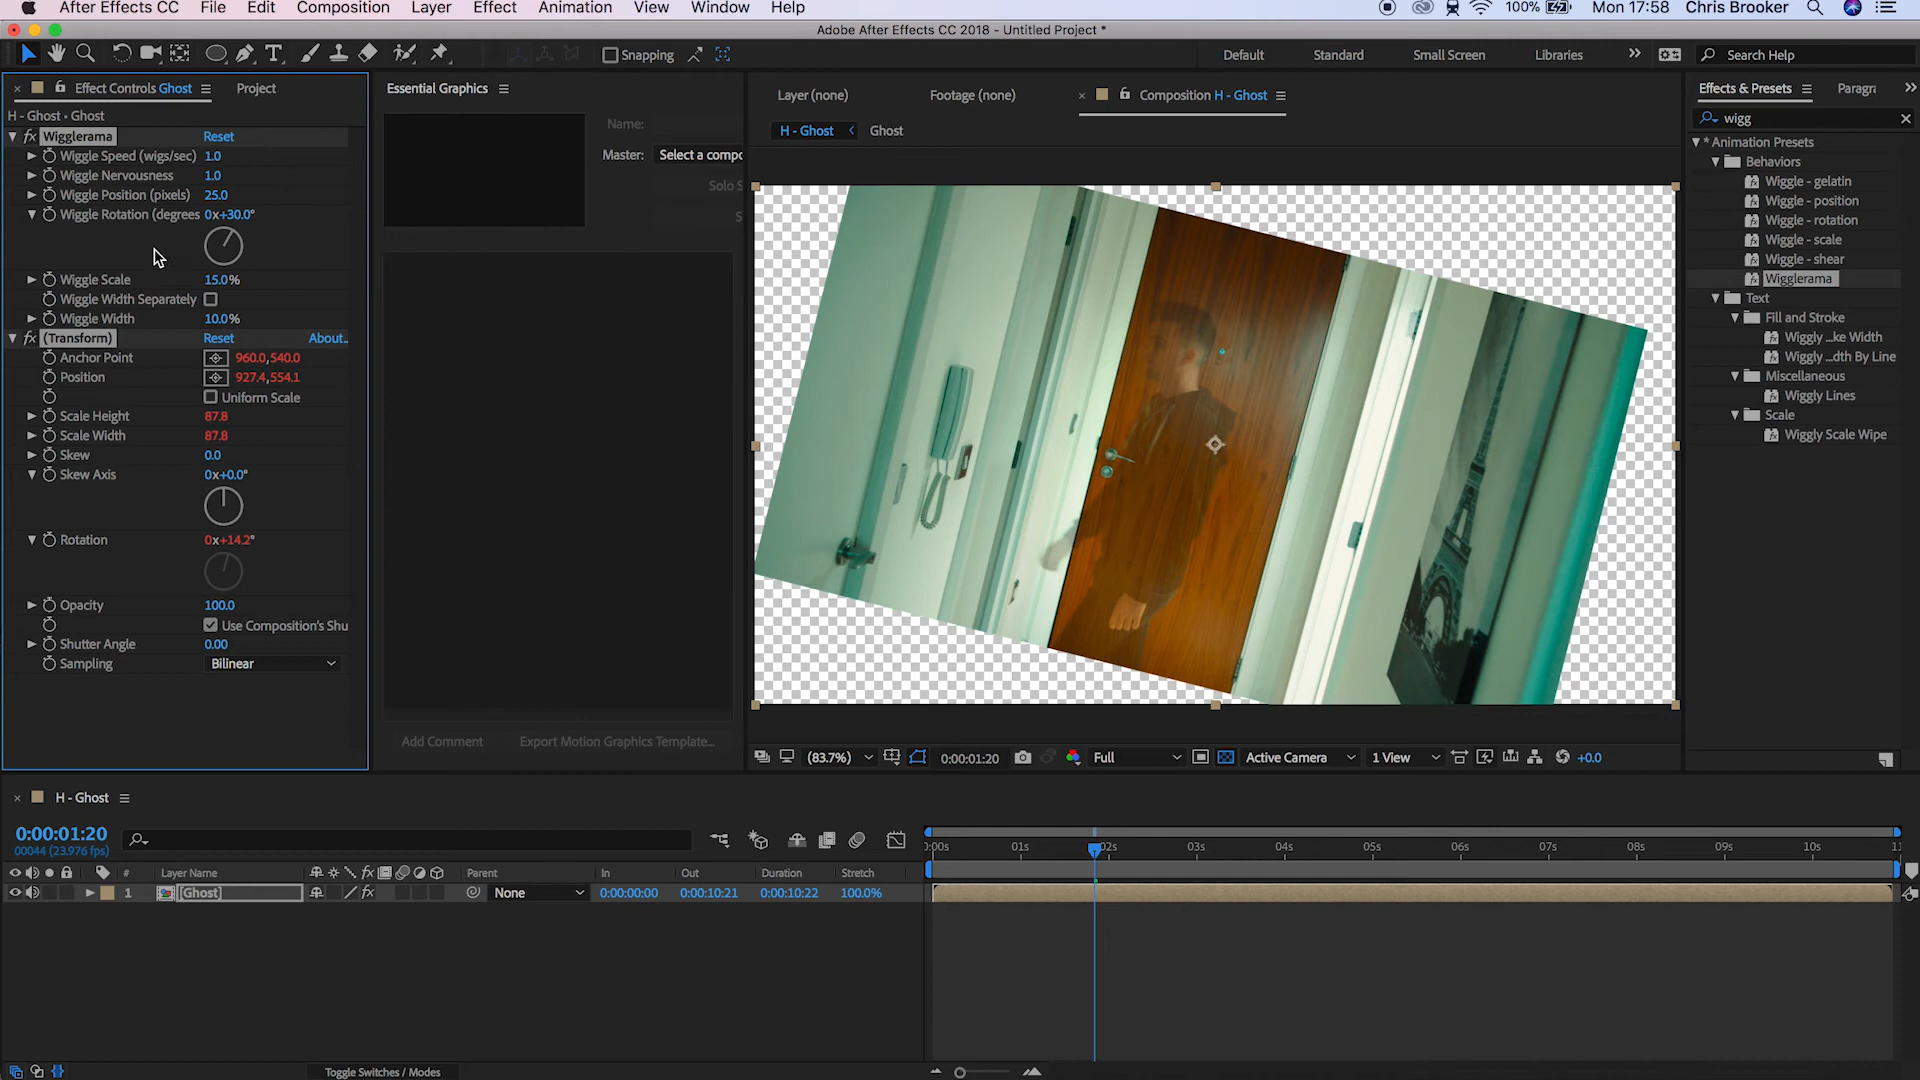 After Effects CC File Edit Composition Layer Effect Animation View Window Help 100% Mon 17:58 Chris Brooker
Adobe After Effects CC 2018 - Untitled Project *
Snapping Default Standard Small Screen Libraries Search Help
Effect Controls Ghost Project
H - Ghost • Ghost
Wigglerama Reset
Wiggle Speed (wigs/sec) 1.0
Wiggle Nervousness 1.0
Wiggle Position (pixels) 25.0
Wiggle Rotation (degrees 0x+30.0°
Wiggle Scale 15.0%
Wiggle Width Separately
Wiggle Width 10.0%
(Transform) Reset About..
Anchor Point 960.0,540.0
Position 927.4,554.1
Uniform Scale
Scale Height 87.8
Scale Width 87.8
Skew 0.0
Skew Axis 0x+0.0°
Rotation 0x+14.2°
Opacity 100.0
Use Composition's Shu
Shutter Angle 0.00
Sampling Bilinear
Essential Graphics
Name:
Master: Select a compo
Solo S
S
Add Comment Export Motion Graphics Template...
Layer (none) Footage (none) Composition H - Ghost
H - Ghost Ghost
(83.7%) 0:00:01:20 Full Active Camera 1 View +0.0
Effects & Presets Paragra
wigg
* Animation Presets
Behaviors
Wiggle - gelatin
Wiggle - position
Wiggle - rotation
Wiggle - scale
Wiggle - shear
Wigglerama
Text
Fill and Stroke
Wiggly ...ke Width
Wiggly ...dth By Line
Miscellaneous
Wiggly Lines
Scale
Wiggly Scale Wipe
H - Ghost
0:00:01:20
00044 (23.976 fps)
# Layer Name Parent In Out Duration Stretch
1 [Ghost] None 0:00:00:00 0:00:10:21 0:00:10:22 100.0%
):00s 01s 02s 03s 04s 05s 06s 07s 08s 09s 10s 11
Toggle Switches / Modes